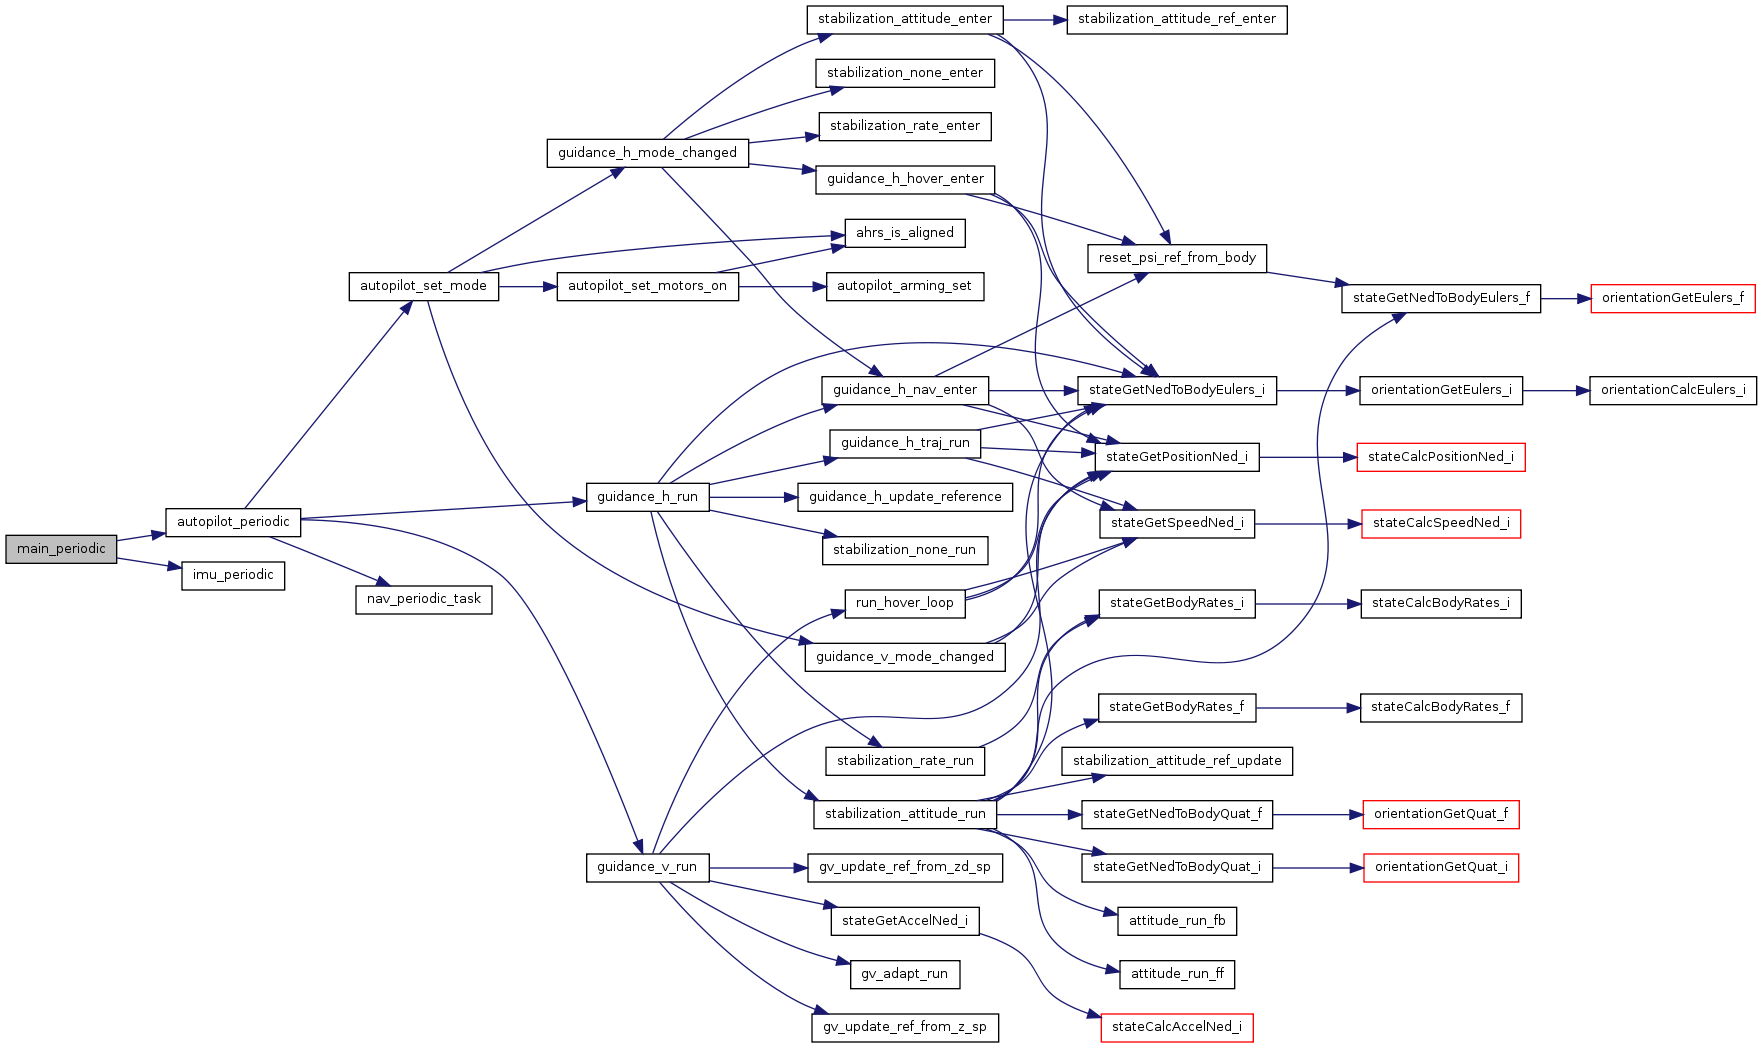 main_periodic
autopilot_periodic
imu_periodic
autopilot_set_mode
nav_periodic_task
guidance_h_mode_changed
autopilot_set_motors_on
guidance_h_run
guidance_v_run
stabilization_attitude_enter
stabilization_none_enter
stabilization_rate_enter
guidance_h_hover_enter
ahrs_is_aligned
autopilot_arming_set
guidance_h_nav_enter
guidance_h_traj_run
guidance_h_update_reference
stabilization_none_run
run_hover_loop
guidance_v_mode_changed
stabilization_rate_run
stabilization_attitude_run
gv_update_ref_from_zd_sp
stateGetAccelNed_i
gv_adapt_run
gv_update_ref_from_z_sp
stabilization_attitude_ref_enter
reset_psi_ref_from_body
stateGetNedToBodyEulers_i
stateGetPositionNed_i
stateGetSpeedNed_i
stateGetBodyRates_i
stateGetBodyRates_f
stabilization_attitude_ref_update
stateGetNedToBodyQuat_f
stateGetNedToBodyQuat_i
attitude_run_fb
attitude_run_ff
stateCalcAccelNed_i
stateGetNedToBodyEulers_f
orientationGetEulers_i
stateCalcPositionNed_i
stateCalcSpeedNed_i
stateCalcBodyRates_i
stateCalcBodyRates_f
orientationGetQuat_f
orientationGetQuat_i
orientationGetEulers_f
orientationCalcEulers_i